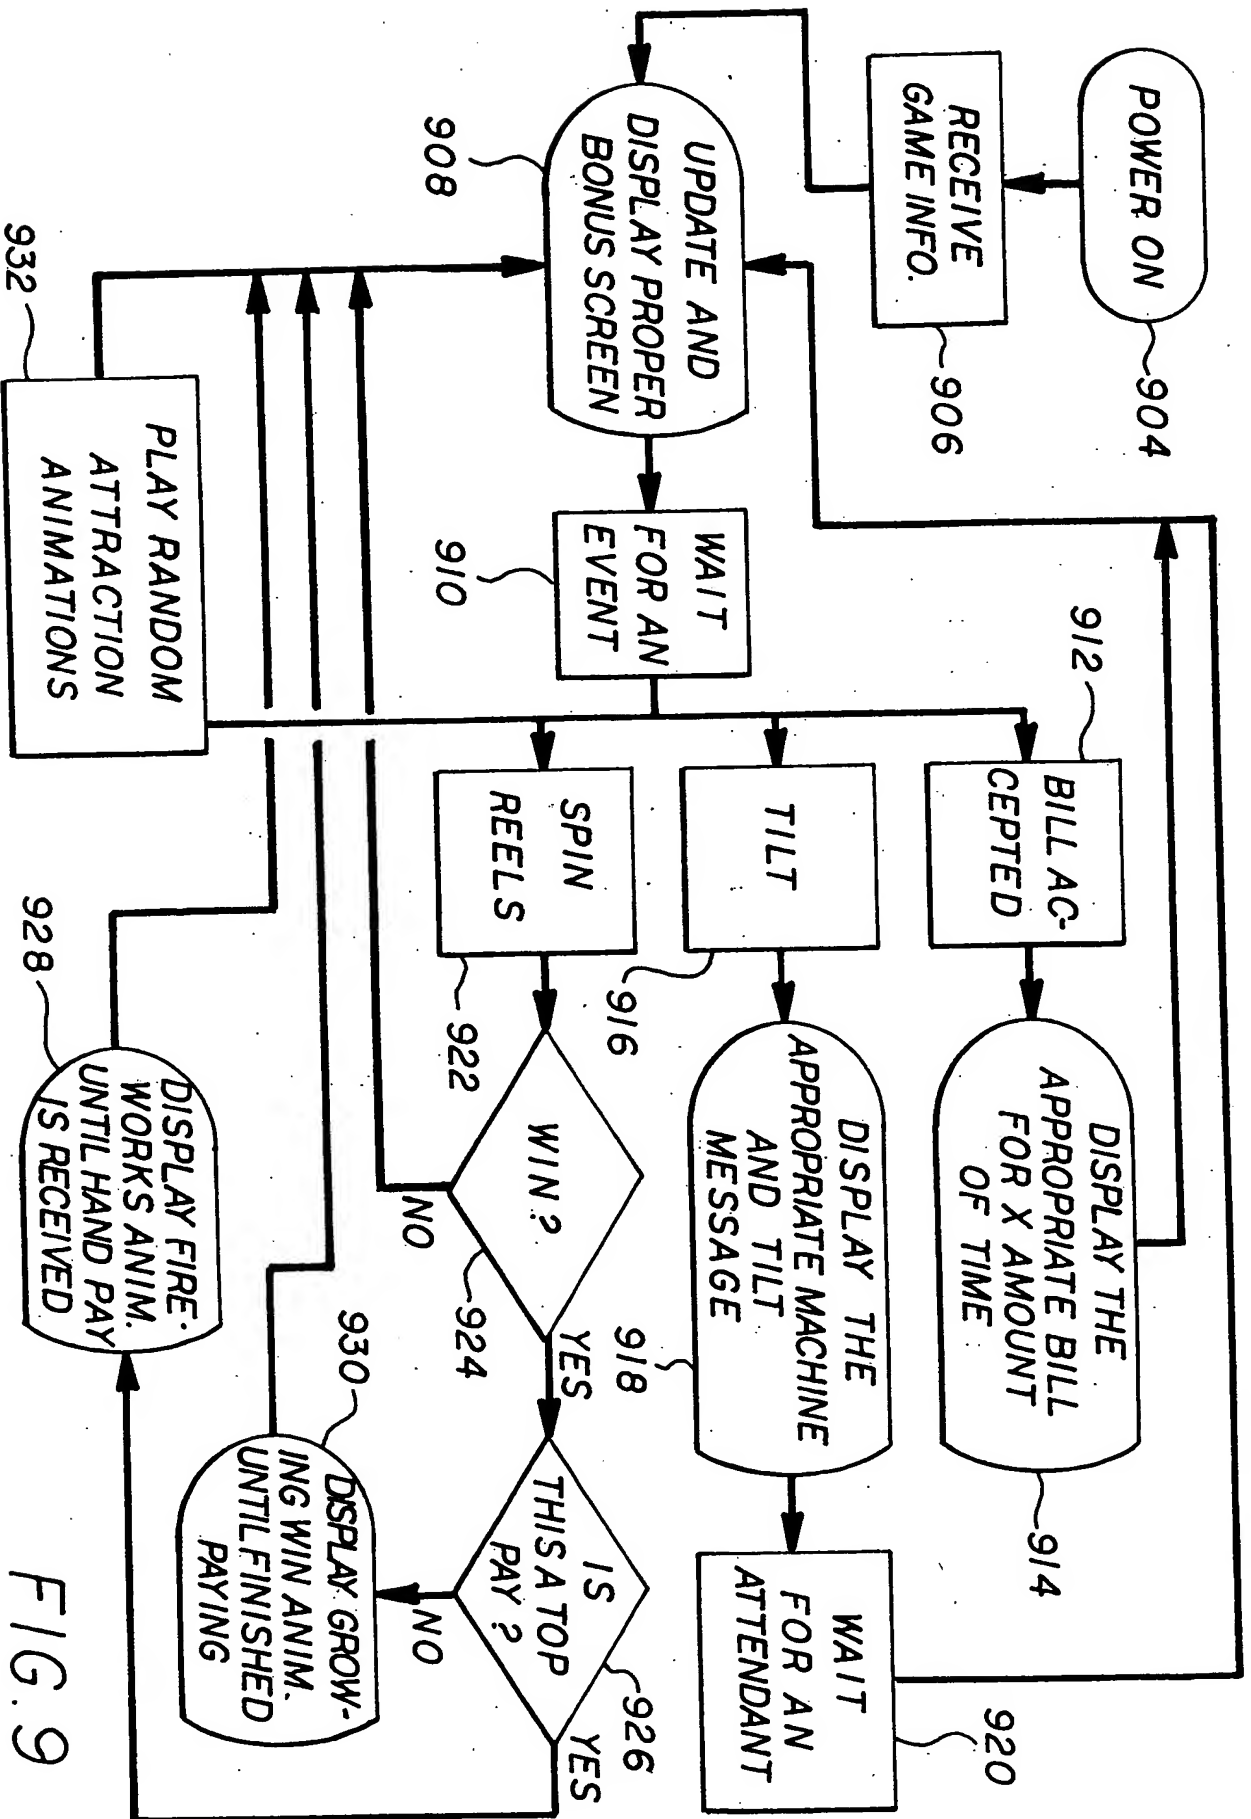 POWER ON
904
RECEIVE
GAME INFO.
906
UPDATE AND
DISPLAY PROPER
BONUS SCREEN
908
WAIT
FOR AN
EVENT
910
912
BILL AC-
CEPTED
DISPLAY THE
APPROPRIATE BILL
FOR X AMOUNT
OF TIME
914
TILT
916
DISPLAY THE
APPROPRIATE MACHINE
AND TILT
MESSAGE
918
WAIT
FOR AN
ATTENDANT
920
SPIN
REELS
922
WIN?
924
NO
YES
IS
THIS A TOP
PAY?
926
NO
YES
DISPLAY GROW-
ING WIN ANIM.
UNTIL FINISHED
PAYING
930
DISPLAY FIRE-
WORKS ANIM.
UNTIL HAND PAY
IS RECEIVED
928
PLAY RANDOM
ATTRACTION
ANIMATIONS
932
FIG. 9